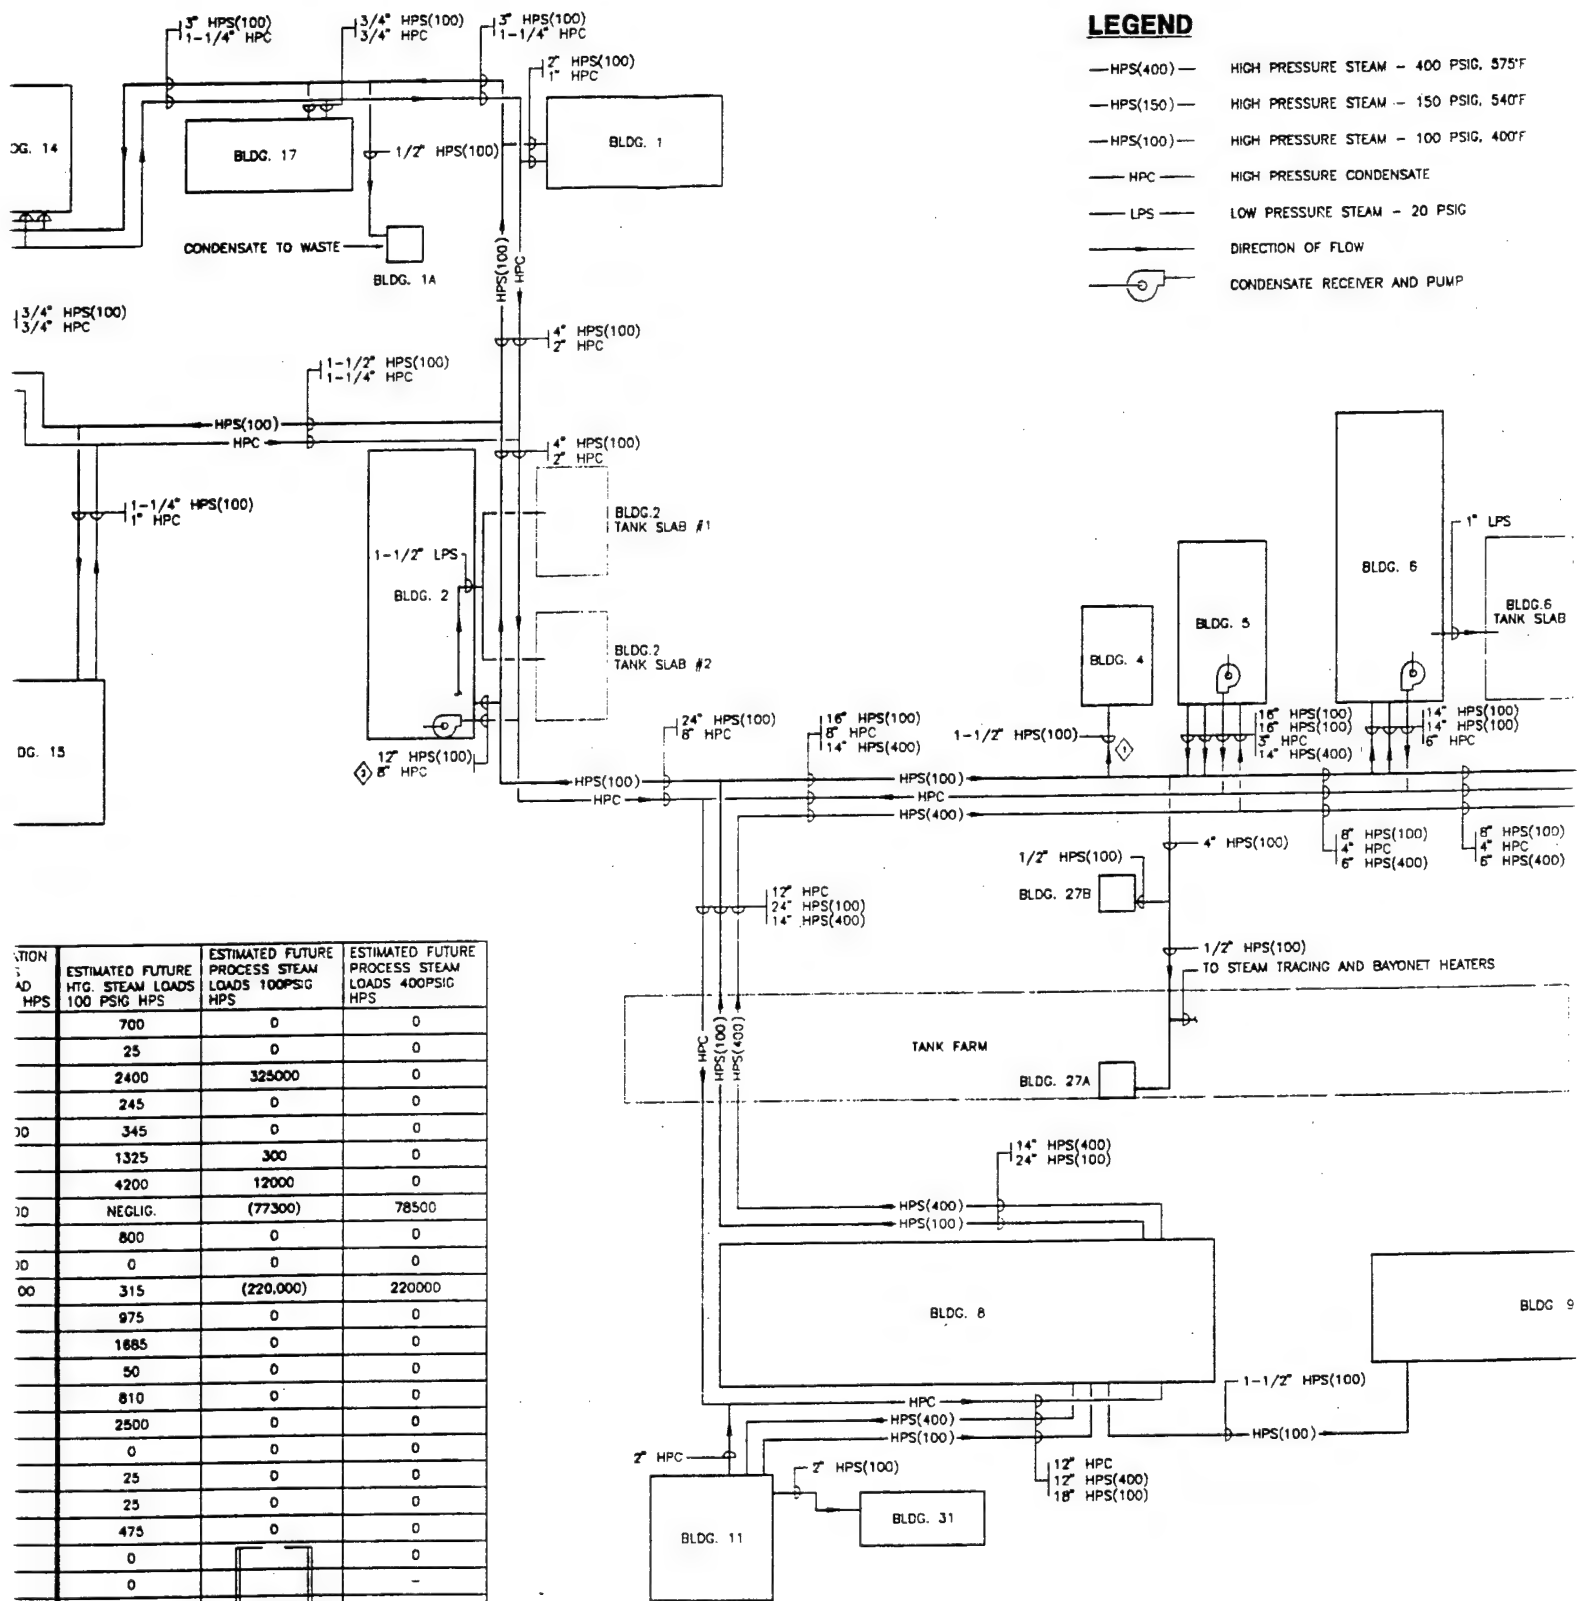 3" HPS(100)
1-1/4" HPC
3/4" HPS(100)
3/4" HPC
3" HPS(100)
1-1/4" HPC
2" HPS(100)
1" HPC
LEGEND
HPS(400) HIGH PRESSURE STEAM - 400 PSIG, 575°F
HPS(150) HIGH PRESSURE STEAM - 150 PSIG, 540°F
HPS(100) HIGH PRESSURE STEAM - 100 PSIG, 400°F
HPC HIGH PRESSURE CONDENSATE
LPS LOW PRESSURE STEAM - 20 PSIG
DIRECTION OF FLOW
CONDENSATE RECEIVER AND PUMP
DG. 14
BLDG. 17
1/2" HPS(100)
BLDG. 1
CONDENSATE TO WASTE
BLDG. 1A
HPS(100)
HPC
3/4" HPS(100)
3/4" HPC
4" HPS(100)
2" HPC
1-1/2" HPS(100)
1-1/4" HPC
HPS(100)
HPC
4" HPS(100)
2" HPC
1-1/4" HPS(100)
1" HPC
BLDG.2
TANK SLAB #1
1-1/2" LPS
BLDG. 2
BLDG.2
TANK SLAB #2
DG. 15
12" HPS(100)
8" HPC
3
24" HPS(100)
8" HPC
16" HPS(100)
8" HPC
14" HPS(400)
BLDG. 4
1-1/2" HPS(100)
1
BLDG. 5
16" HPS(100)
16" HPS(100)
3" HPC
14" HPS(400)
BLDG. 6
1" LPS
BLDG.6
TANK SLAB
14" HPS(100)
14" HPS(100)
6" HPC
HPS(100)
HPC
HPS(100)
HPC
HPS(400)
8" HPS(100)
4" HPC
6" HPS(400)
8" HPS(100)
4" HPC
6" HPS(400)
4" HPS(100)
1/2" HPS(100)
BLDG. 27B
12" HPC
24" HPS(100)
14" HPS(400)
1/2" HPS(100)
TO STEAM TRACING AND BAYONET HEATERS
TANK FARM
BLDG. 27A
HPC
HPS(100)
HPS(400)
14" HPS(400)
24" HPS(100)
HPS(400)
HPS(100)
BLDG. 8
BLDG 9
HPC
HPS(400)
HPS(100)
1-1/2" HPS(100)
HPS(100)
2" HPC
2" HPS(100)
12" HPC
12" HPS(400)
18" HPS(100)
BLDG. 11
BLDG. 31
ATION ESTIMATED FUTURE HTG. STEAM LOADS 100 PSIG HPS ESTIMATED FUTURE PROCESS STEAM LOADS 100PSIG HPS ESTIMATED FUTURE PROCESS STEAM LOADS 400PSIG HPS
AD
HPS
700 0 0
25 0 0
2400 325000 0
245 0 0
00 345 0 0
1325 300 0
4200 12000 0
00 NEGLIG. (77300) 78500
800 0 0
00 0 0 0
00 315 (220,000) 220000
975 0 0
1685 0 0
50 0 0
810 0 0
2500 0 0
0 0 0
25 0 0
25 0 0
475 0 0
0 0
0 -